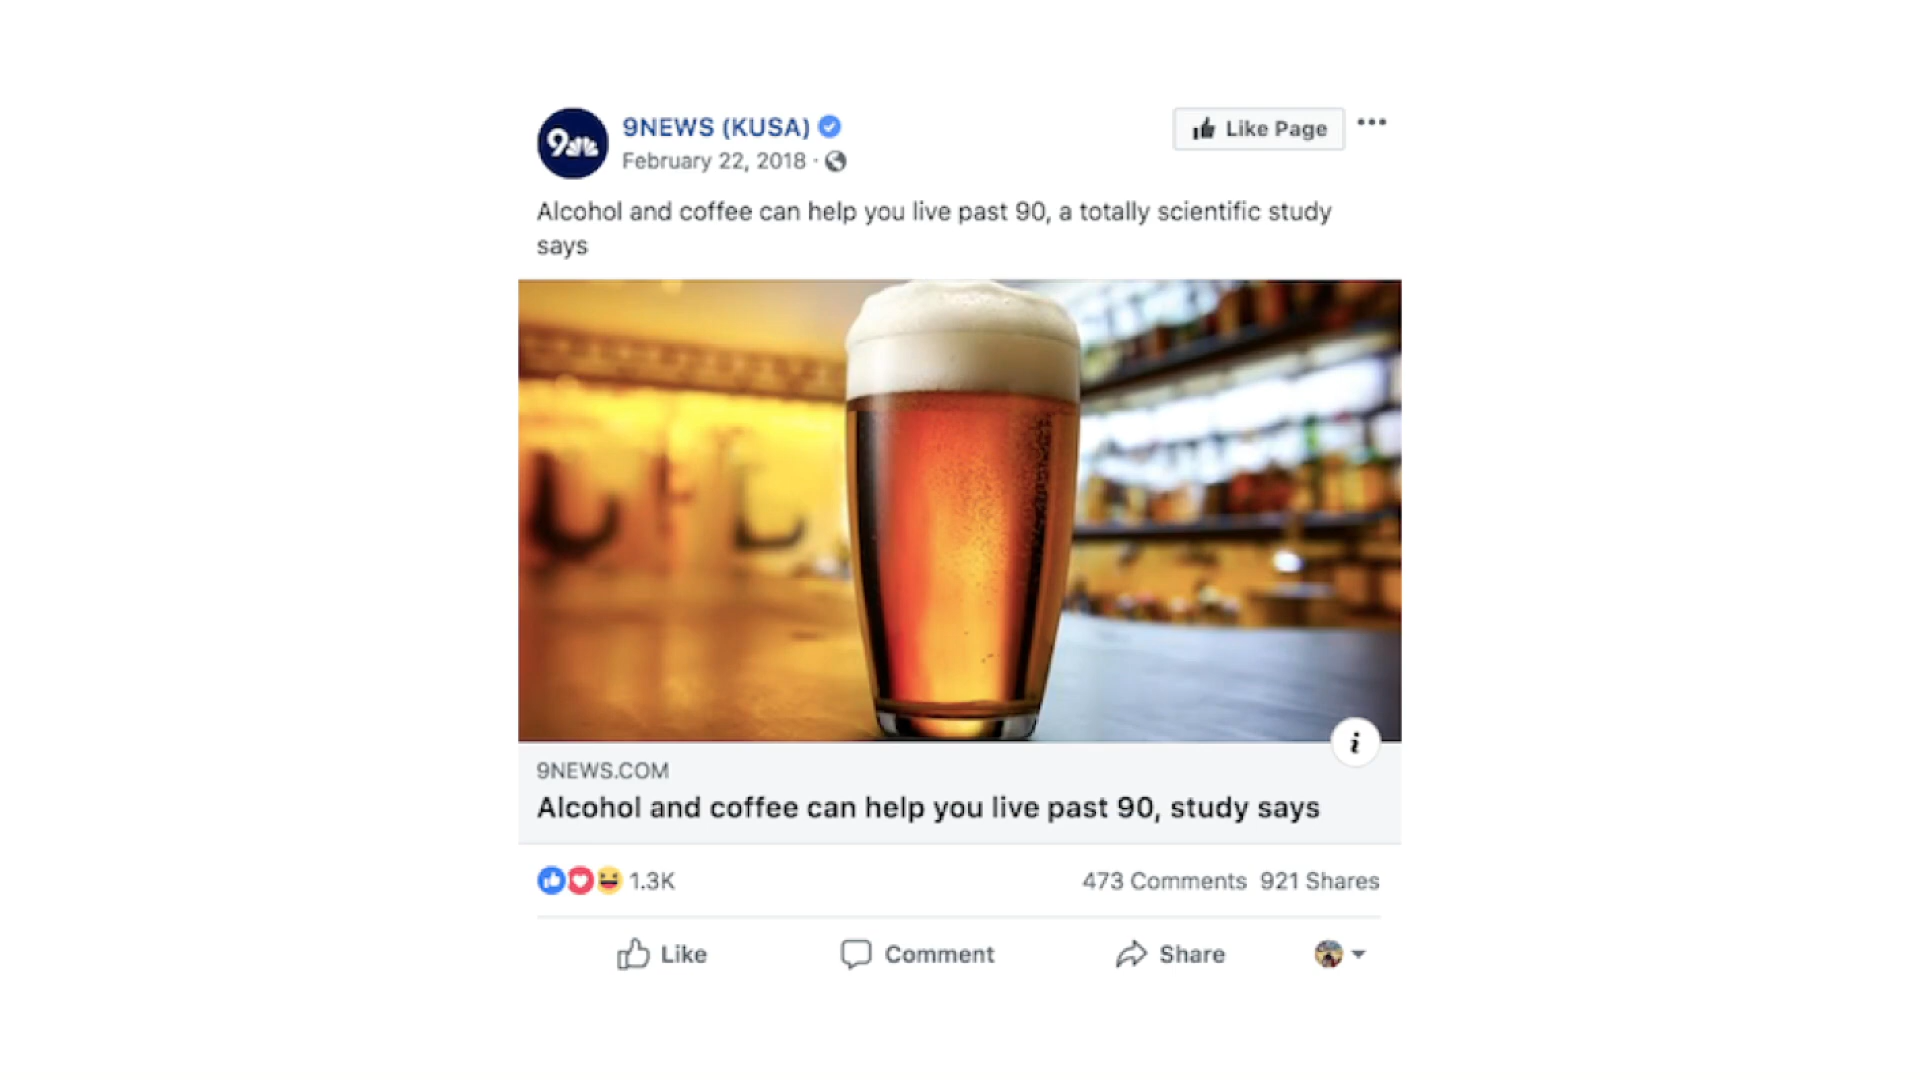 9
9NEWS (KUSA)
February 22, 2018 ·
Like Page
Alcohol and coffee can help you live past 90, a totally scientific study
says
i
9NEWS.COM
Alcohol and coffee can help you live past 90, study says
1.3K
473 Comments 921 Shares
Like Comment Share